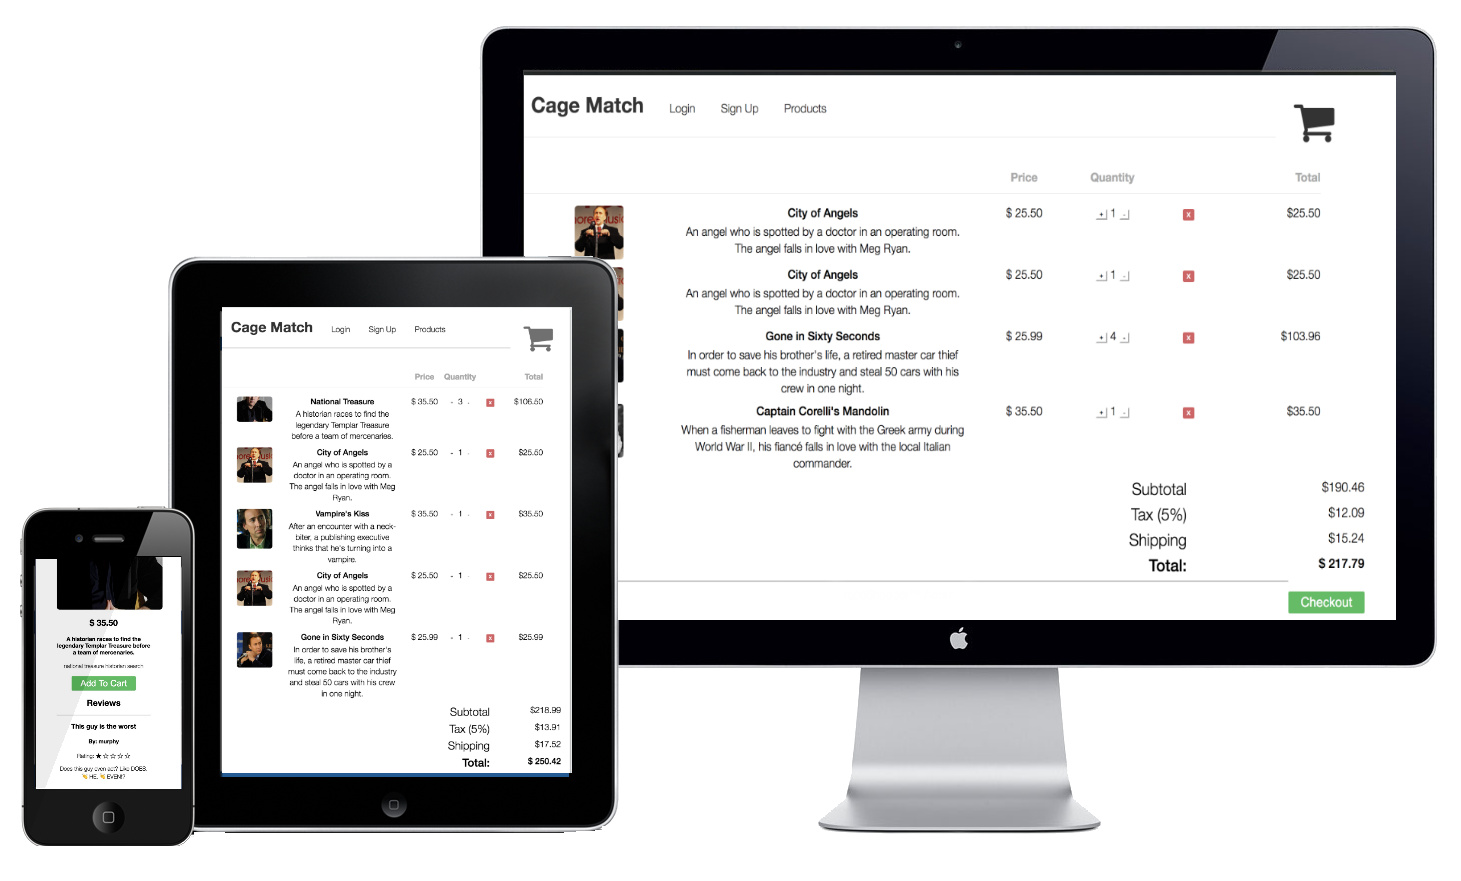 Cage Match Login Sign Up Products
Price Quantity Total
City of Angels $ 25.50 + 1 - x $25.50
An angel who is spotted by a doctor in an operating room.
The angel falls in love with Meg Ryan.
City of Angels $ 25.50 + 1 - x $25.50
An angel who is spotted by a doctor in an operating room.
The angel falls in love with Meg Ryan.
Gone in Sixty Seconds $ 25.99 + 4 - x $103.96
In order to save his brother's life, a retired master car thief
must come back to the industry and steal 50 cars with his
crew in one night.
Captain Corelli's Mandolin $ 35.50 + 1 - x $35.50
When a fisherman leaves to fight with the Greek army during
World War II, his fiancé falls in love with the local Italian
commander.
Subtotal $190.46
Tax (5%) $12.09
Shipping $15.24
Total: $ 217.79
Checkout
Cage Match Login Sign Up Products
Price Quantity Total
National Treasure $ 35.50 - 3 - x $106.50
A historian races to find the
legendary Templar Treasure
before a team of mercenaries.
City of Angels $ 25.50 - 1 - x $25.50
An angel who is spotted by a
doctor in an operating room.
The angel falls in love with Meg
Ryan.
Vampire's Kiss $ 35.50 - 1 - x $35.50
After an encounter with a neck-
biter, a publishing executive
thinks that he's turning into a
vampire.
City of Angels $ 25.50 - 1 - x $25.50
An angel who is spotted by a
doctor in an operating room.
The angel falls in love with Meg
Ryan.
Gone in Sixty Seconds $ 25.99 - 1 - x $25.99
In order to save his brother's
life, a retired master car thief
must come back to the industry
and steal 50 cars with his crew
in one night.
Subtotal $218.99
Tax (5%) $13.91
Shipping $17.52
Total: $ 250.42
$ 35.50
A historian races to find the
legendary Templar Treasure before
a team of mercenaries.
national treasure historian search
Add To Cart
Reviews
This guy is the worst
By: murphy
Rating: ★ ☆ ☆ ☆ ☆
Does this guy even act? Like DOES.
👏 HE. 👏 EVEN!?